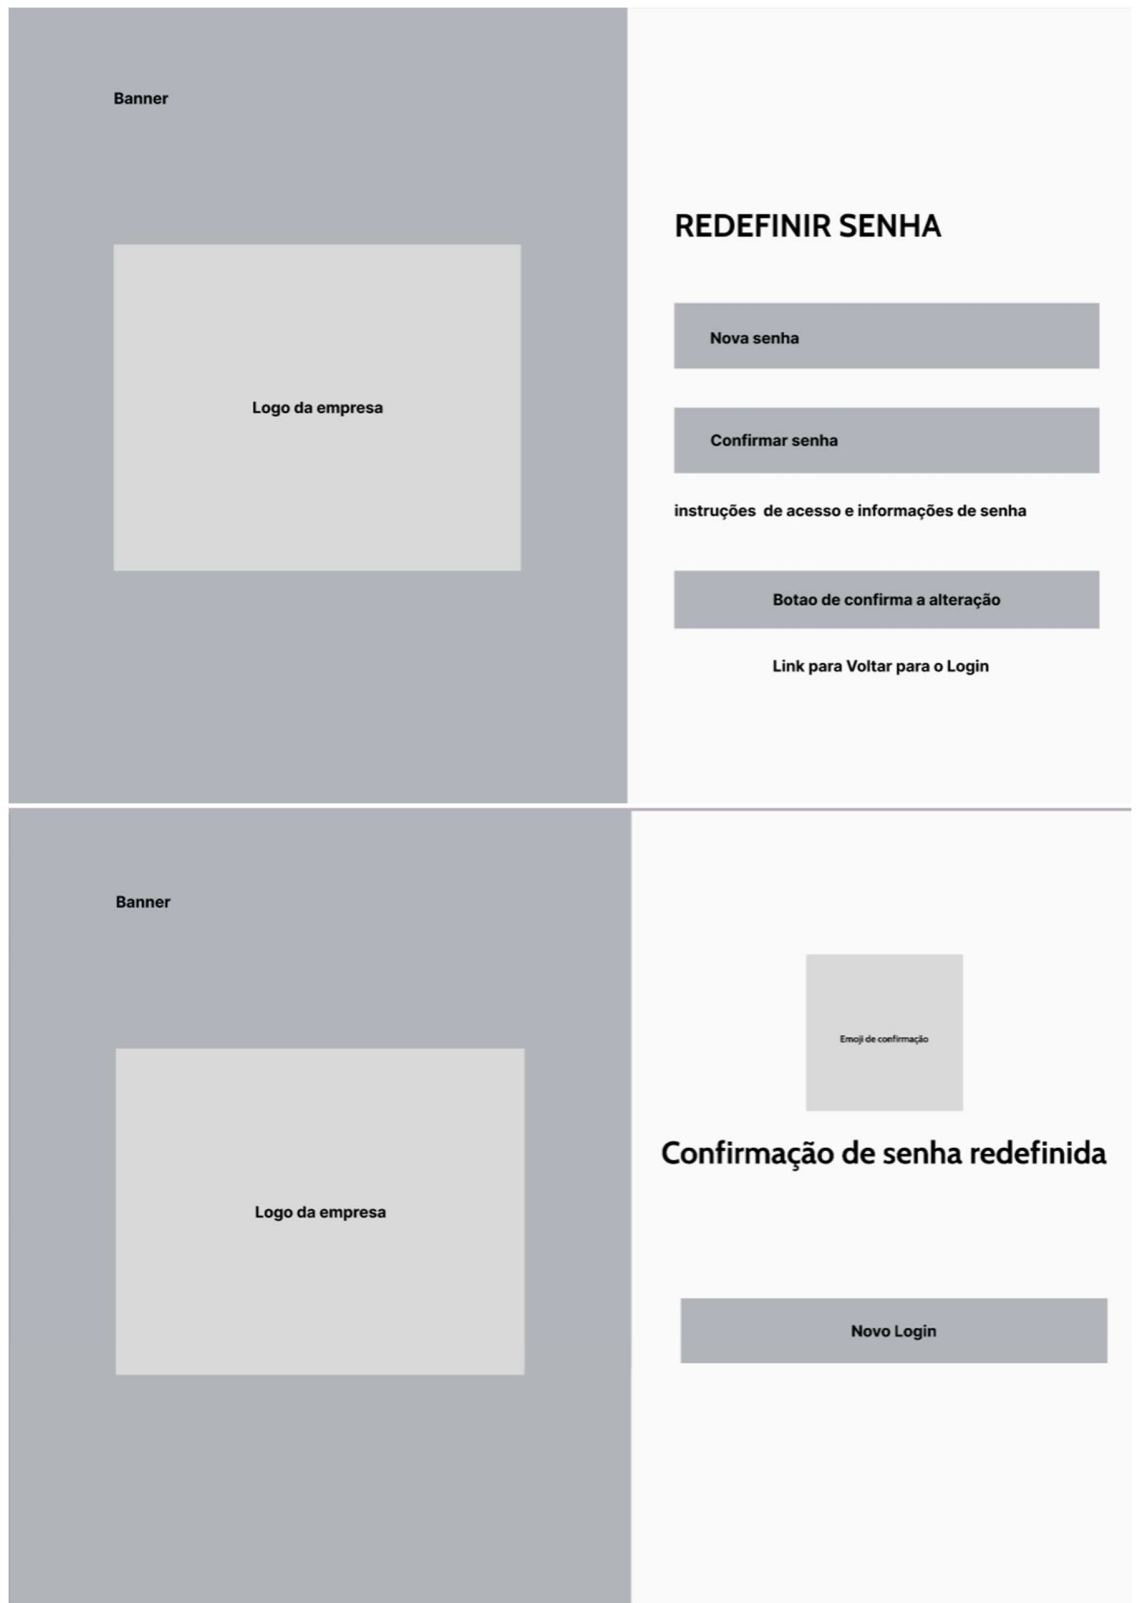 Banner
Logo da empresa
REDEFINIR SENHA
Nova senha
Confirmar senha
instruções  de acesso e informações de senha
Botao de confirma a alteração
Link para Voltar para o Login
Banner
Logo da empresa
Emoji de confirmação
Confirmação de senha redefinida
Novo Login